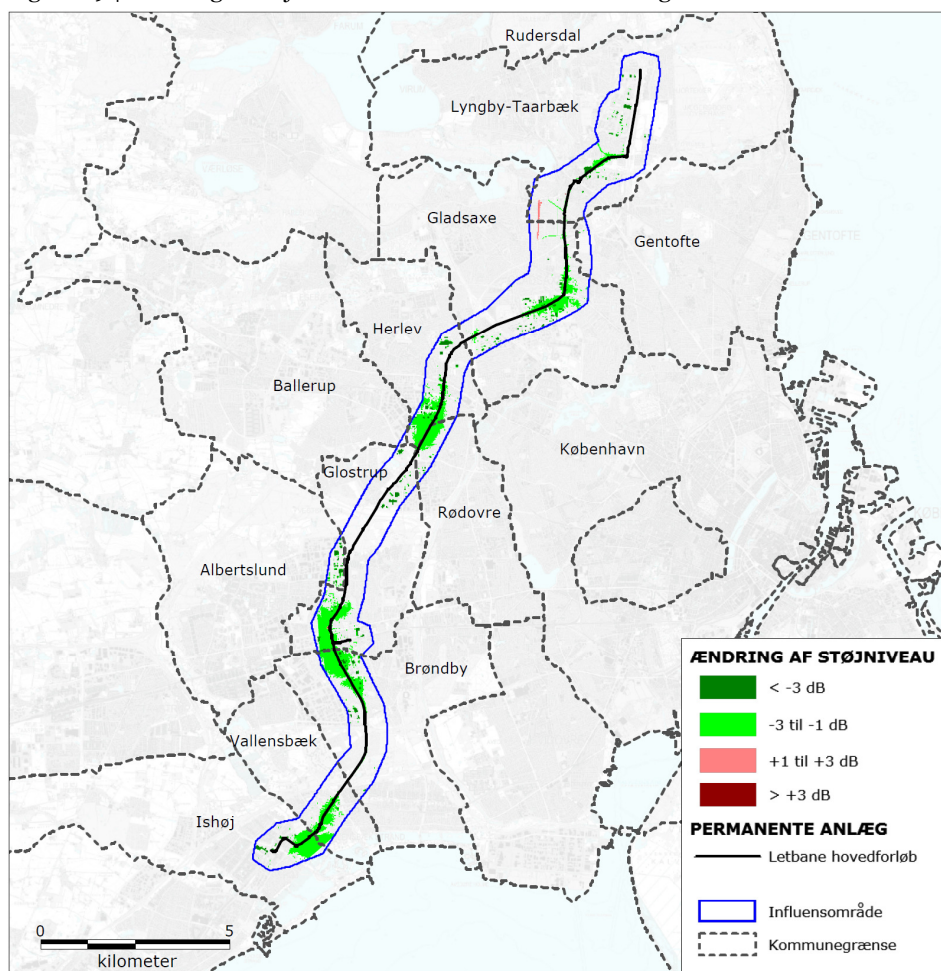 Rudersdal
Lyngby-Taarbæk
Gladsaxe
Gentofte
Herlev
Ballerup
København
Glostrup
Rødovre
Albertslund
Brøndby
Vallensbæk
Ishøj
ÆNDRING AF STØJNIVEAU
< -3 dB
-3 til -1 dB
+1 til +3 dB
> +3 dB
PERMANENTE ANLÆG
Letbane hovedforløb
Influensområde
Kommunegrænse
0 5
kilometer